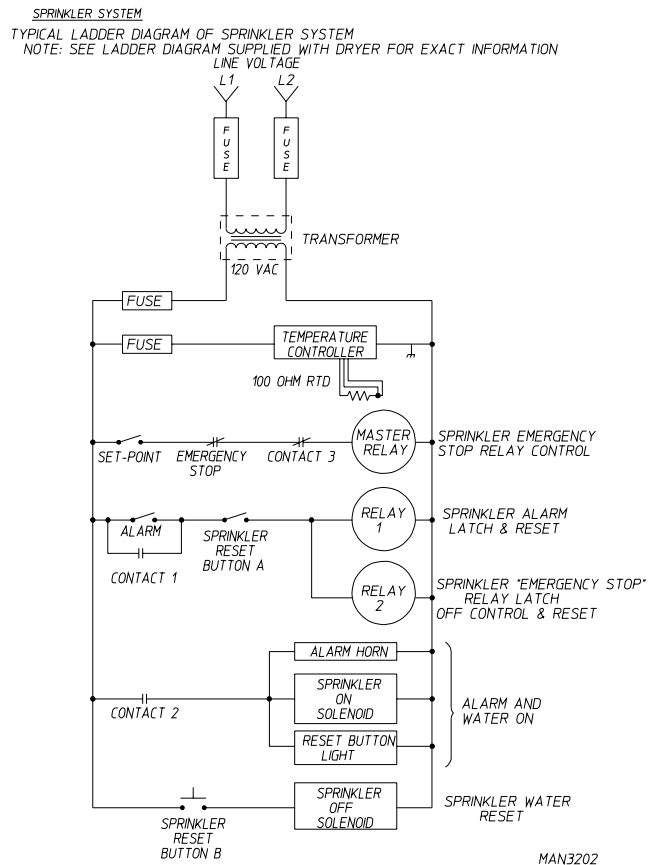 SPRINKLER SYSTEM
TYPICAL LADDER DIAGRAM OF SPRINKLER SYSTEM
NOTE: SEE LADDER DIAGRAM SUPPLIED WITH DRYER FOR EXACT INFORMATION
LINE VOLTAGE
L1 L2
FUSE FUSE
TRANSFORMER
120 VAC
FUSE
FUSE
TEMPERATURE
CONTROLLER
100 OHM RTD
SET-POINT
EMERGENCY
STOP
CONTACT 3
MASTER
RELAY
SPRINKLER EMERGENCY
STOP RELAY CONTROL
ALARM
CONTACT 1
SPRINKLER
RESET
BUTTON A
RELAY
1
SPRINKLER ALARM
LATCH & RESET
RELAY
2
SPRINKLER "EMERGENCY STOP"
RELAY LATCH
OFF CONTROL & RESET
CONTACT 2
ALARM HORN
SPRINKLER
ON
SOLENOID
RESET BUTTON
LIGHT
ALARM AND
WATER ON
SPRINKLER
RESET
BUTTON B
SPRINKLER
OFF
SOLENOID
SPRINKLER WATER
RESET
MAN3202